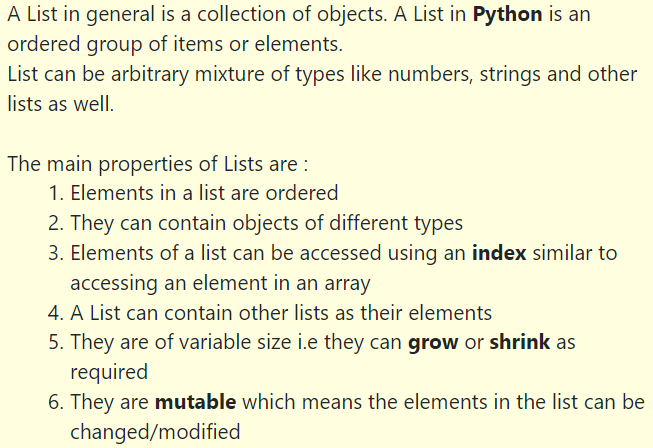 A List in general is a collection of objects. A List in Python is an
ordered group of items or elements.
List can be arbitrary mixture of types like numbers, strings and other
lists as well.
The main properties of Lists are :
1. Elements in a list are ordered
2. They can contain objects of different types
3. Elements of a list can be accessed using an index similar to
accessing an element in an array
4. A List can contain other lists as their elements
5. They are of variable size i.e they can grow or shrink as
required
6. They are mutable which means the elements in the list can be
changed/modified